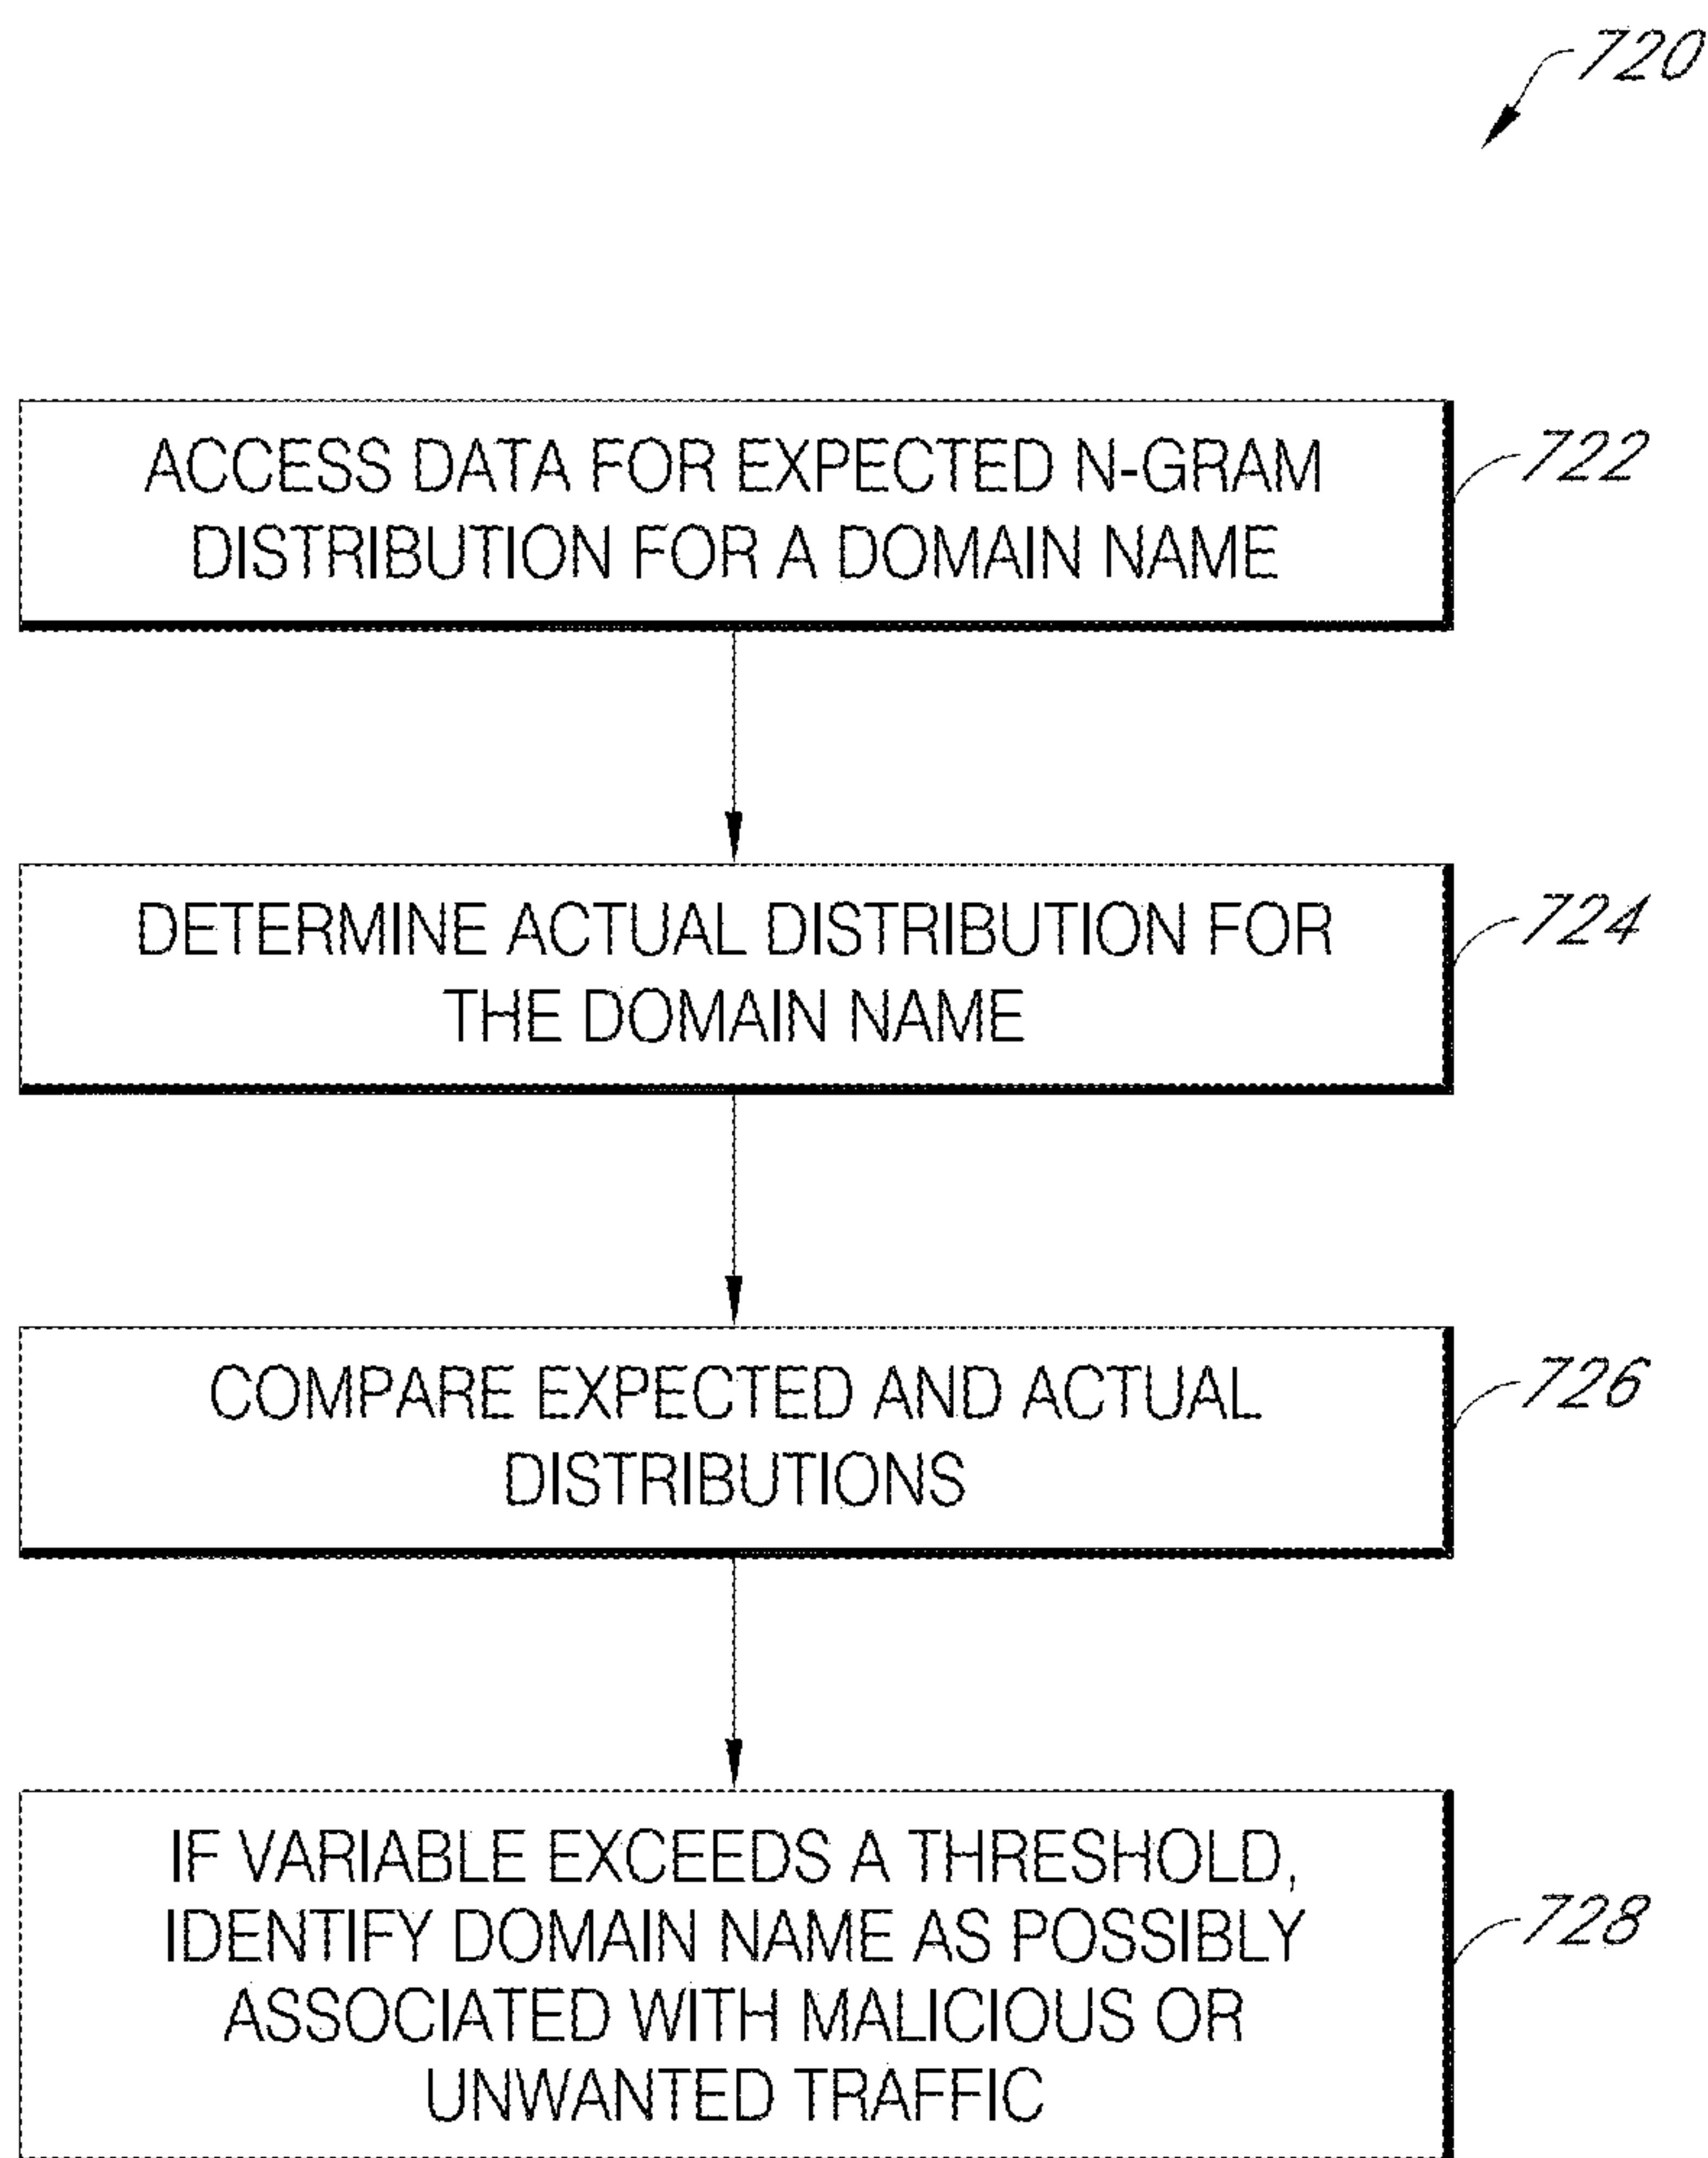 720
ACCESS DATA FOR EXPECTED N-GRAM
DISTRIBUTION FOR A DOMAIN NAME
722
DETERMINE ACTUAL DISTRIBUTION FOR
THE DOMAIN NAME
724
COMPARE EXPECTED AND ACTUAL
DISTRIBUTIONS
726
IF VARIABLE EXCEEDS A THRESHOLD,
IDENTIFY DOMAIN NAME AS POSSIBLY
ASSOCIATED WITH MALICIOUS OR
UNWANTED TRAFFIC
728